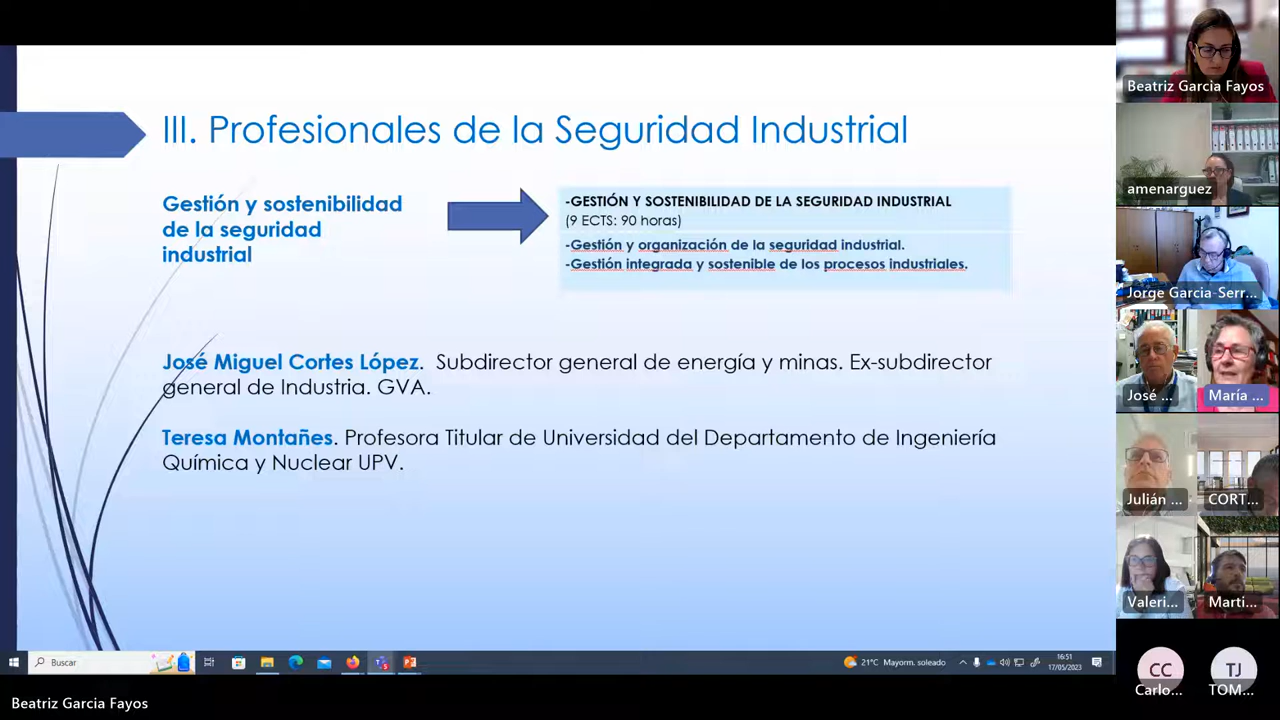 III. Profesionales de la Seguridad Industrial
Gestión y sostenibilidad
de la seguridad
industrial
-GESTIÓN Y SOSTENIBILIDAD DE LA SEGURIDAD INDUSTRIAL
(9 ECTS: 90 horas)
-Gestión y organización de la seguridad industrial.
-Gestión integrada y sostenible de los procesos industriales.
José Miguel Cortes López. Subdirector general de energía y minas. Ex-subdirector
general de Industria. GVA.
Teresa Montañes. Profesora Titular de Universidad del Departamento de Ingeniería
Química y Nuclear UPV.
Buscar
21°C Mayorm. soleado
16:51
17/05/2023
Beatriz Garcia Fayos
Beatriz Garcia Fayos
amenarguez
Jorge Garcia-Serr...
José ...
María ...
Julián ...
CORT...
Valeri...
Marti...
CC
TJ
Carlo...
TOM...